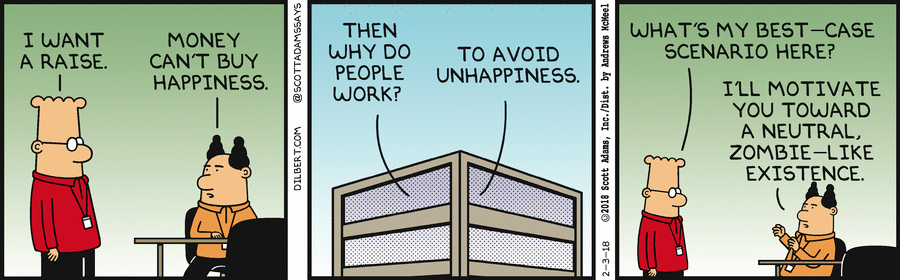 I WANT
A RAISE.
MONEY
CAN'T BUY
HAPPINESS.
DILBERT.COM @SCOTTADAMSSAYS
THEN
WHY DO
PEOPLE
WORK?
TO AVOID
UNHAPPINESS.
2-3-18 ©2018 Scott Adams, Inc./Dist. by Andrews McMeel
WHAT'S MY BEST-CASE
SCENARIO HERE?
I'LL MOTIVATE
YOU TOWARD
A NEUTRAL,
ZOMBIE-LIKE
EXISTENCE.